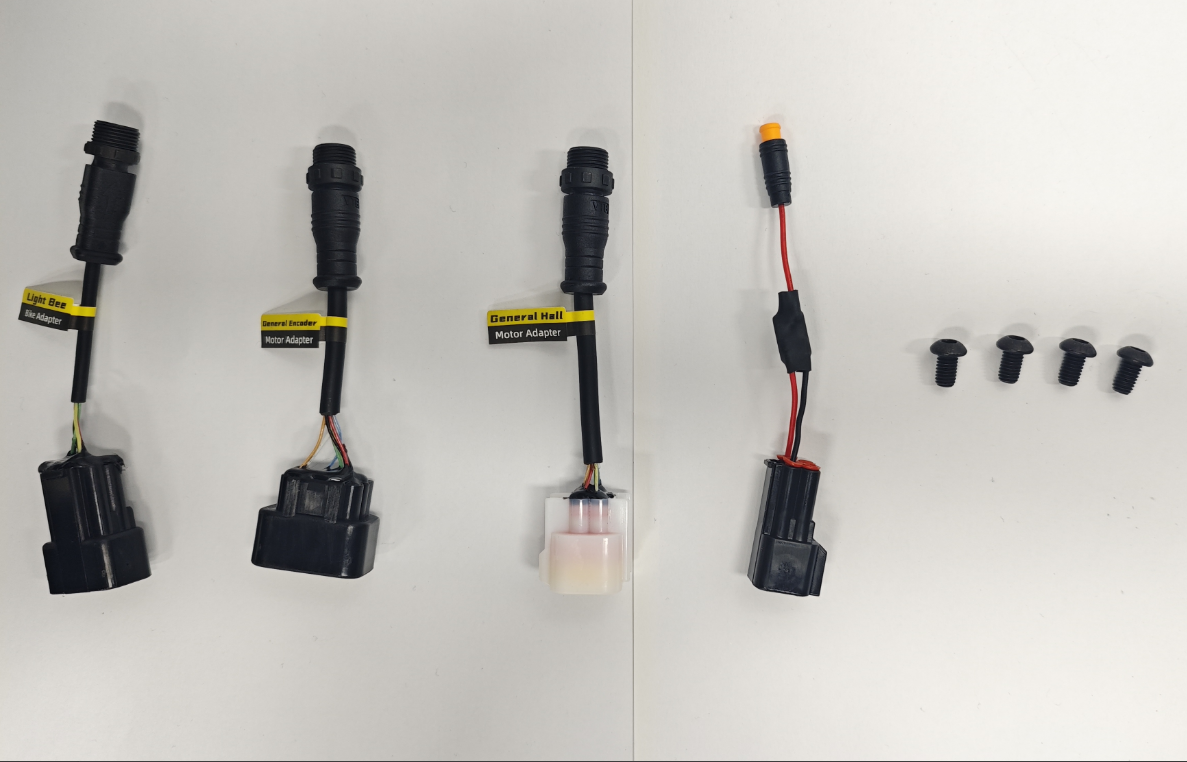 Light Bee
Bike Adapter
General Encoder
Motor Adapter
General Hall
Motor Adapter